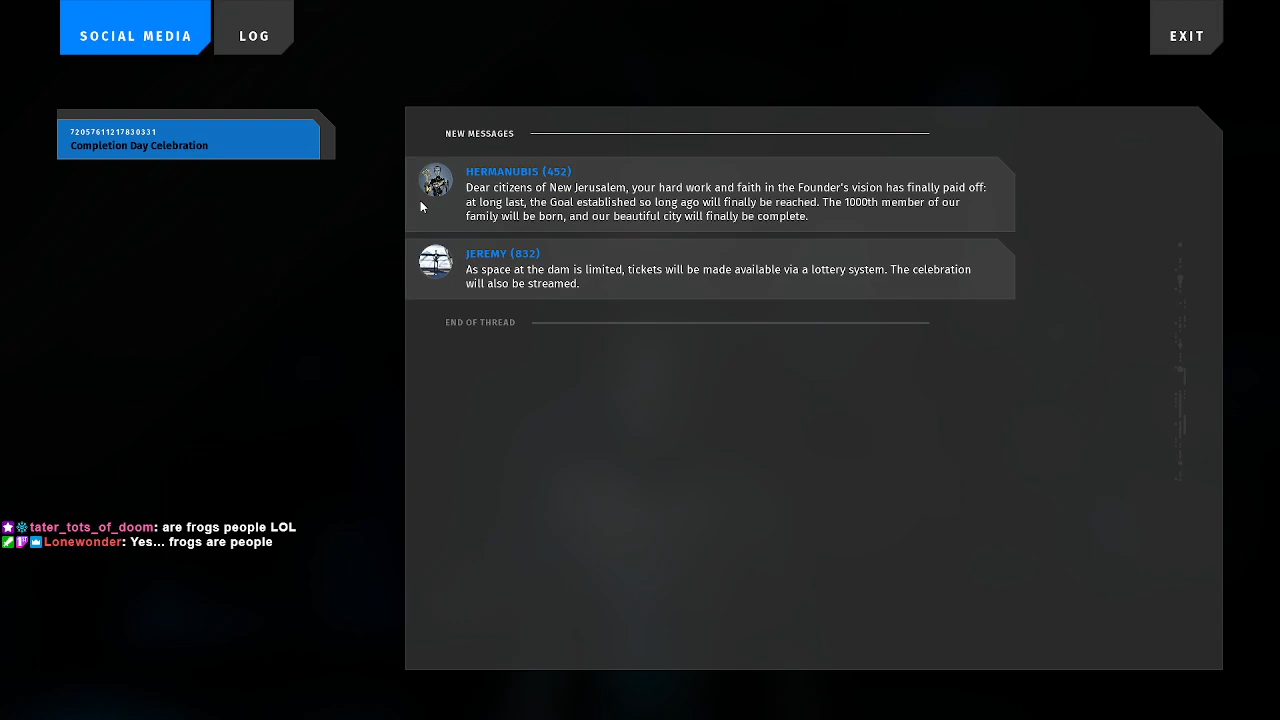 SOCIAL MEDIA
LOG
EXIT
72057611217830331
Completion Day Celebration
NEW MESSAGES
HERMANUBIS (452)
Dear citizens of New Jerusalem, your hard work and faith in the Founder's vision has finally paid off:
at long last, the Goal established so long ago will finally be reached. The 1000th member of our
family will be born, and our beautiful city will finally be complete.
JEREMY (832)
As space at the dam is limited, tickets will be made available via a lottery system. The celebration
will also be streamed.
END OF THREAD
tater_tots_of_doom: are frogs people LOL
Lonewonder: Yes... frogs are people